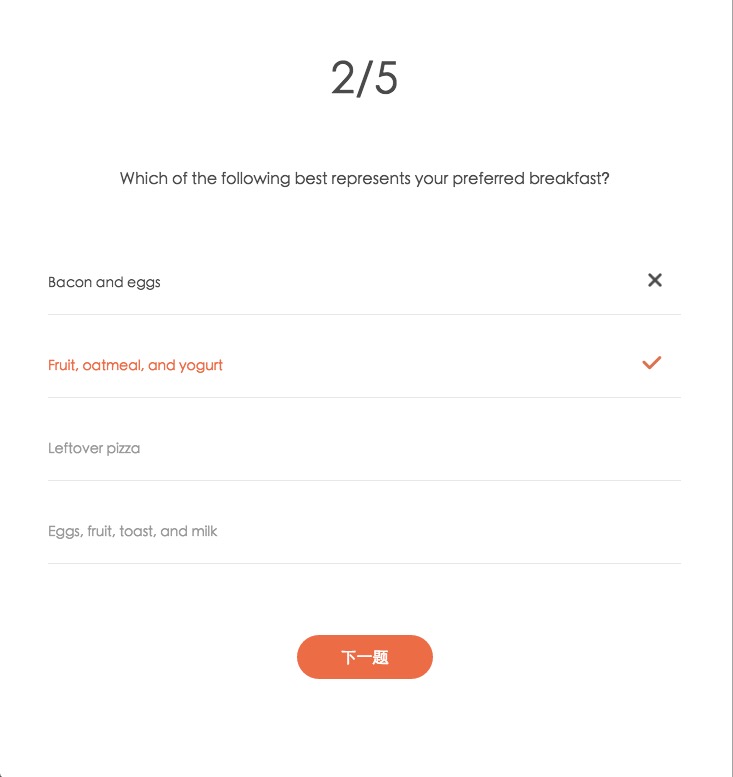 2/5
Which of the following best represents your preferred breakfast?
Bacon and eggs
Fruit, oatmeal, and yogurt
Leftover pizza
Eggs, fruit, toast, and milk
下一题